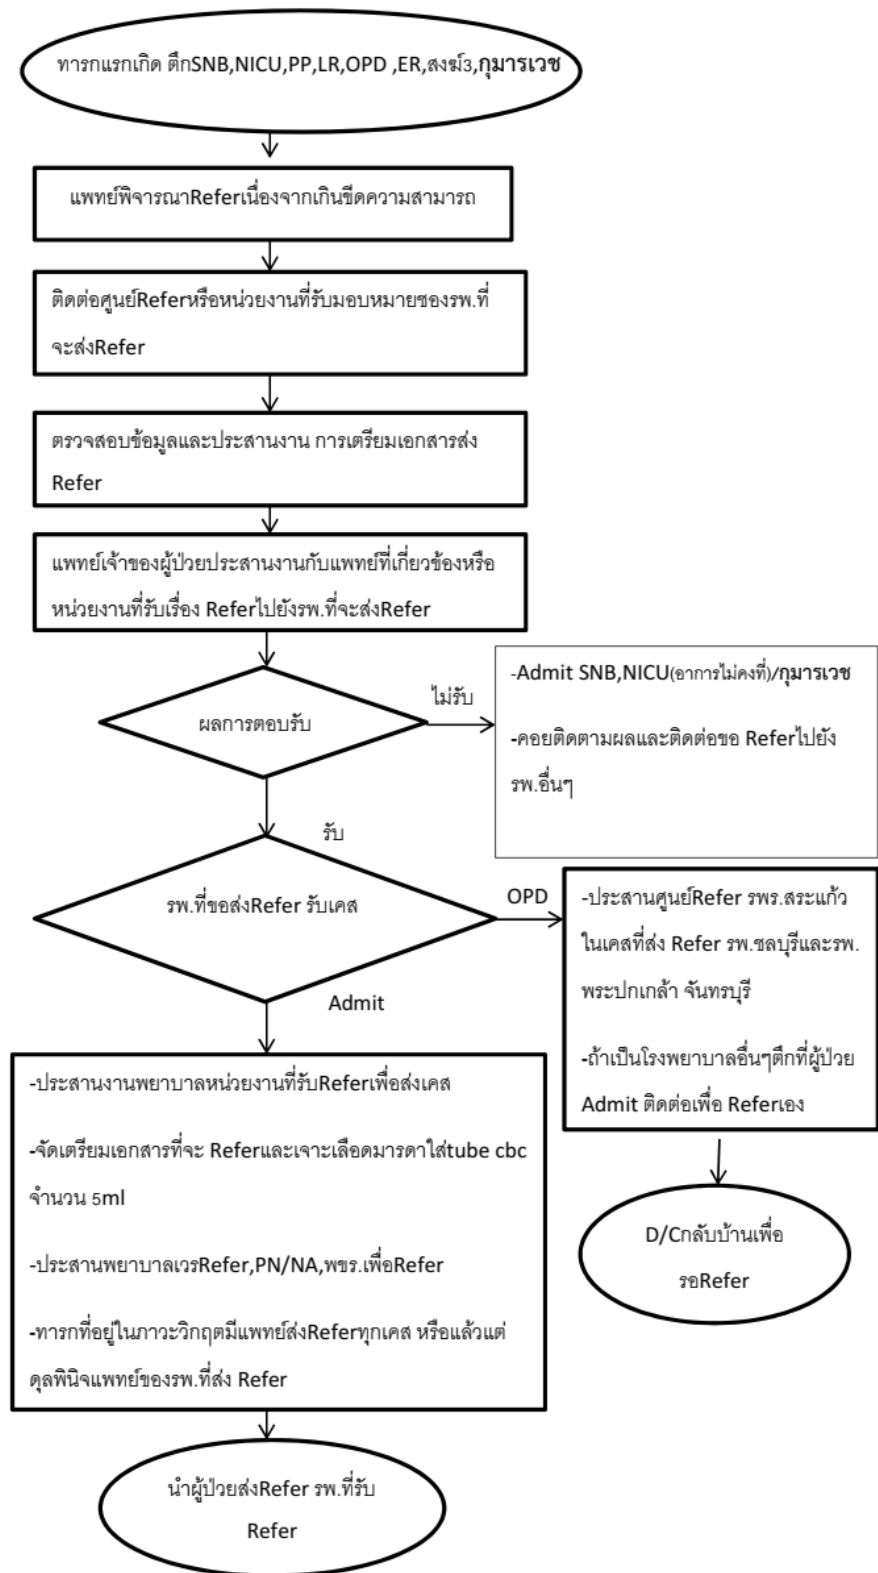 ทารกแรกเกิด ตึกSNB,NICU,PP,LR,OPD ,ER,สงฆ์3,กุมารเวช
แพทย์พิจารณาReferเนื่องจากเกินขีดความสามารถ
ติดต่อศูนย์Referหรือหน่วยงานที่รับมอบหมายของรพ.ที่
จะส่งRefer
ตรวจสอบข้อมูลและประสานงาน การเตรียมเอกสารส่ง
Refer
แพทย์เจ้าของผู้ป่วยประสานงานกับแพทย์ที่เกี่ยวข้องหรือ
หน่วยงานที่รับเรื่อง Referไปยังรพ.ที่จะส่งRefer
ผลการตอบรับ
ไม่รับ
-Admit SNB,NICU(อาการไม่คงที่)/กุมารเวช
-คอยติดตามผลและติดต่อขอ Referไปยัง
รพ.อื่นๆ
รับ
รพ.ที่ขอส่งRefer รับเคส
OPD
-ประสานศูนย์Refer รพร.สระแก้ว
ในเคสที่ส่ง Refer รพ.ชลบุรีและรพ.
พระปกเกล้า จันทรบุรี
-ถ้าเป็นโรงพยาบาลอื่นๆตึกที่ผู้ป่วย
Admit ติดต่อเพื่อ Referเอง
D/Cกลับบ้านเพื่อ
รอRefer
Admit
-ประสานงานพยาบาลหน่วยงานที่รับReferเพื่อส่งเคส
-จัดเตรียมเอกสารที่จะ Referและเจาะเลือดมารดาใส่tube cbc
จำนวน 5ml
-ประสานพยาบาลเวรRefer,PN/NA,พขร.เพื่อRefer
-ทารกที่อยู่ในภาวะวิกฤตมีแพทย์ส่งReferทุกเคส หรือแล้วแต่
ดุลพินิจแพทย์ของรพ.ที่ส่ง Refer
นำผู้ป่วยส่งRefer รพ.ที่รับ
Refer